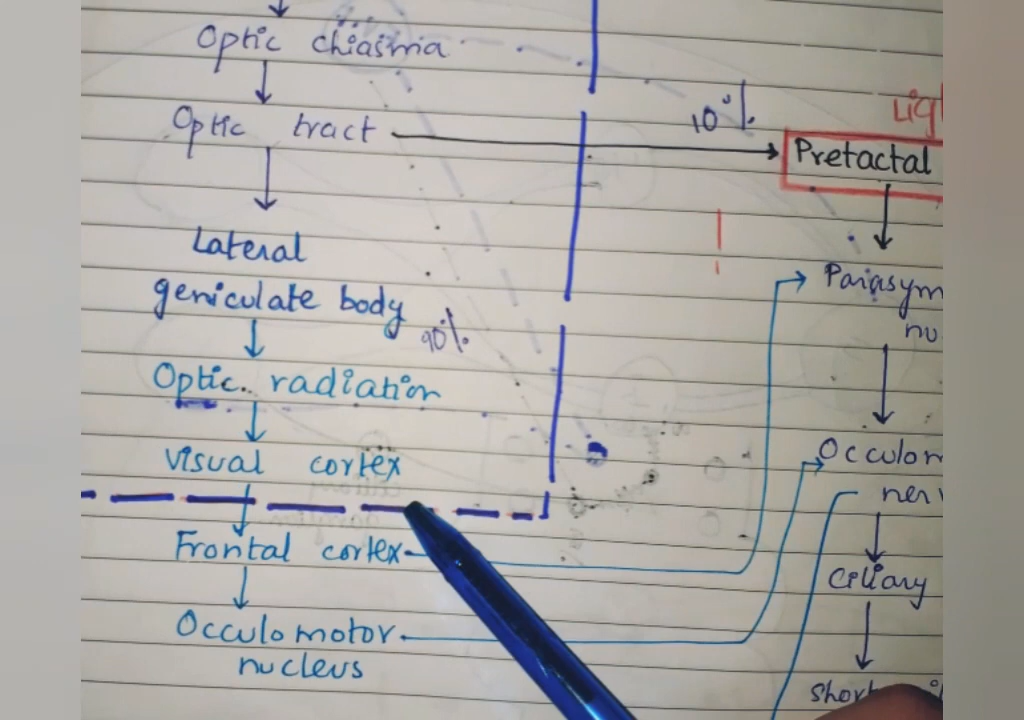 Optic chiasma
Optic tract
10%
Pretactal
Lateral
geniculate body
90%
Optic radiation
Visual cortex
Frontal cortex
Occulomotor
nucleus
Ciliary